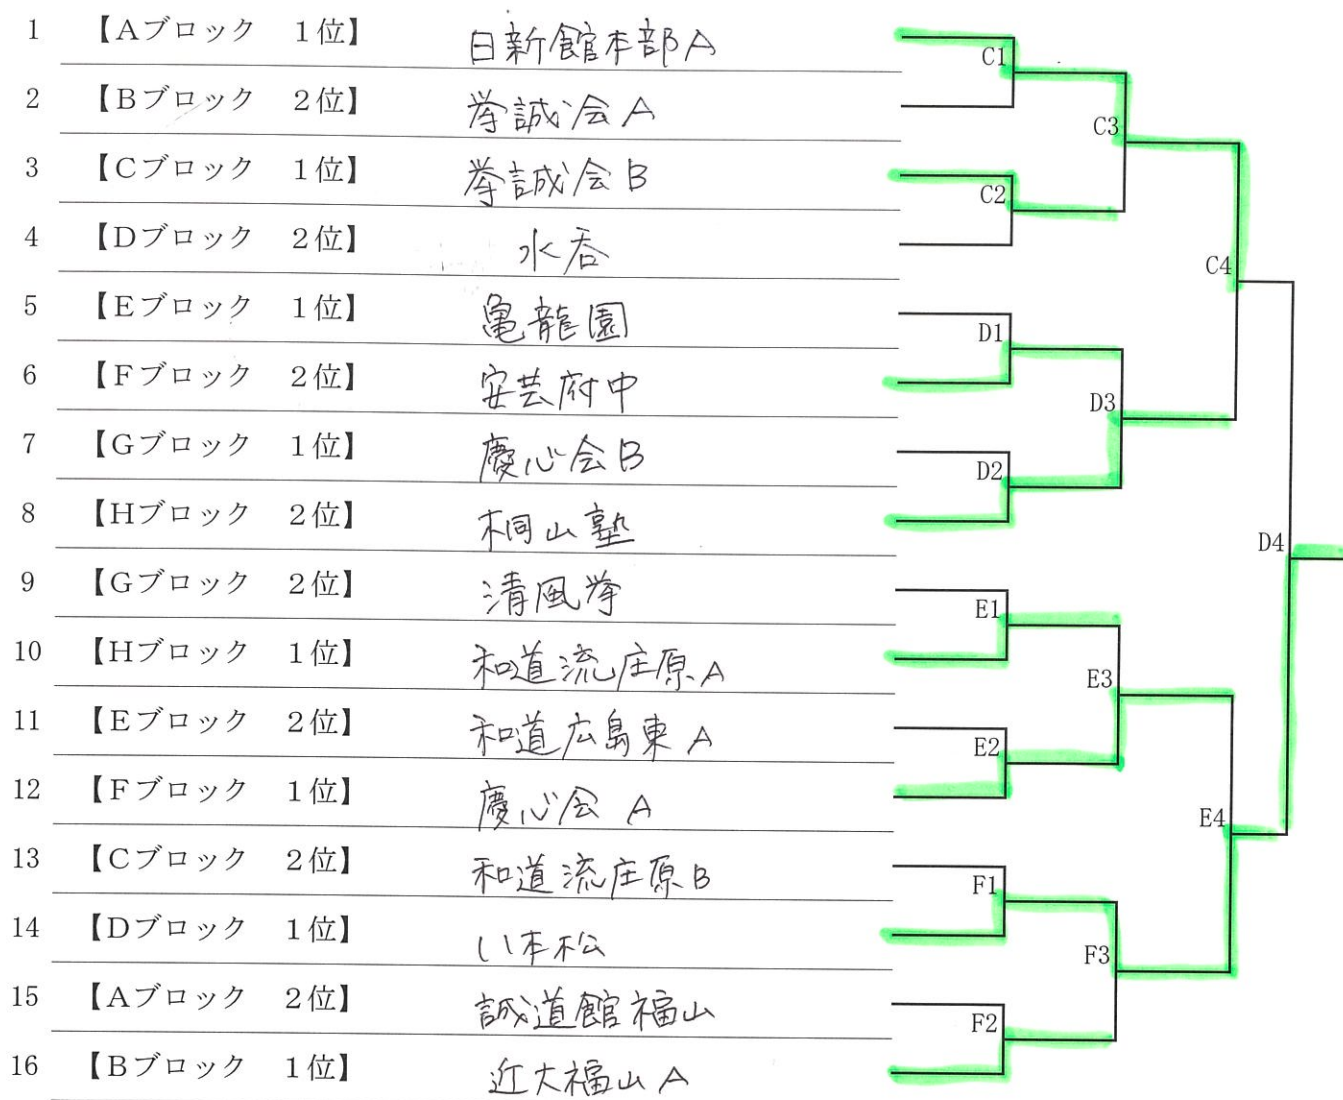 1 【Aブロック 1位】 日新館本部A
2 【Bブロック 2位】 拳誠会A
3 【Cブロック 1位】 拳誠会B
4 【Dブロック 2位】 水呑
5 【Eブロック 1位】 亀龍園
6 【Fブロック 2位】 安芸府中
7 【Gブロック 1位】 慶心会B
8 【Hブロック 2位】 桐山塾
9 【Gブロック 2位】 清風拳
10 【Hブロック 1位】 和道流庄原A
11 【Eブロック 2位】 和道広島東A
12 【Fブロック 1位】 慶心会 A
13 【Cブロック 2位】 和道流庄原B
14 【Dブロック 1位】 八本松
15 【Aブロック 2位】 誠道館福山
16 【Bブロック 1位】 近大福山A
C1
C3
C2
C4
D1
D3
D2
D4
E1
E3
E2
E4
F1
F3
F2